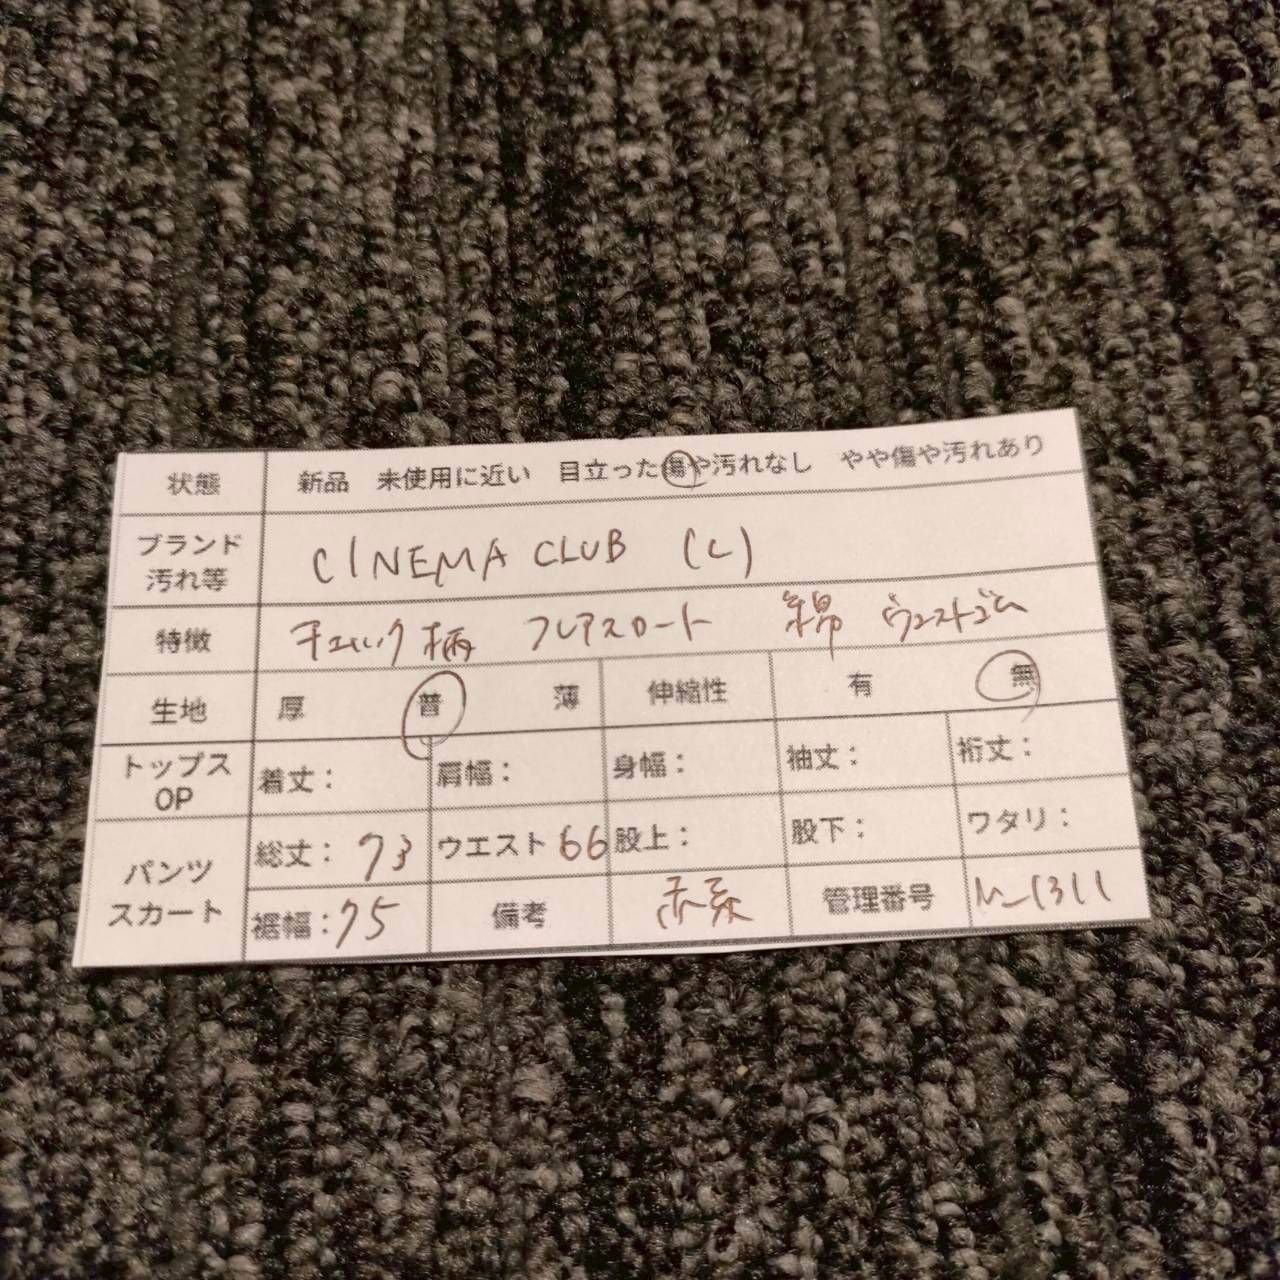 状態 新品 未使用に近い 目立った傷や汚れなし やや傷や汚れあり
ブランド
汚れ等
CINEMA CLUB (L)
特徴 チェック柄 フレアスカート 綿 ウエストゴム
生地 厚 普 薄 伸縮性 有 無
トップス
OP
着丈： 肩幅： 身幅： 袖丈： 裄丈：
パンツ
スカート
総丈：73 ウエスト 66 股上： 股下： ワタリ：
裾幅：75 備考 赤系 管理番号 M-1311